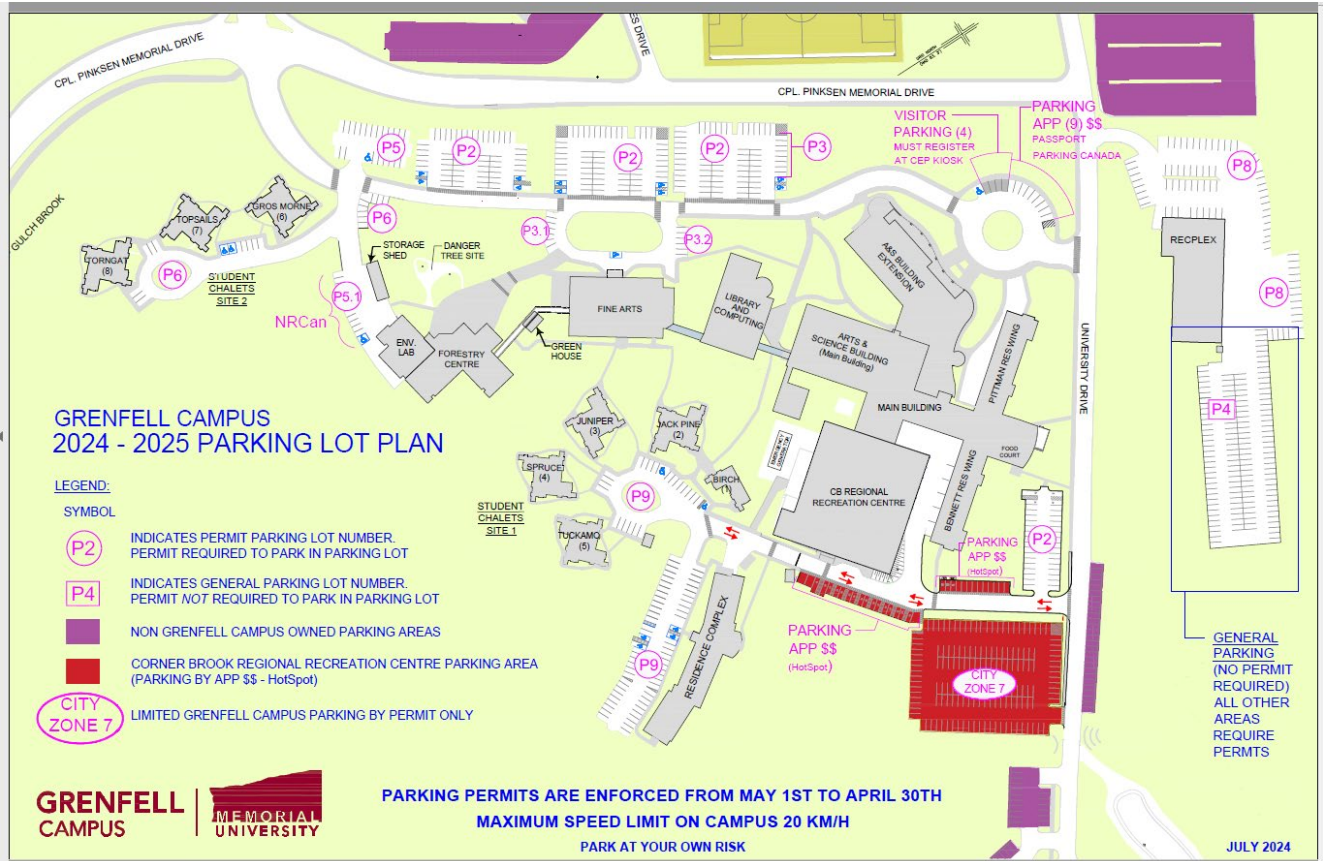 CPL. PINKSEN MEMORIAL DRIVE
ES DRIVE
CPL. PINKSEN MEMORIAL DRIVE
GULCH BROOK
VISITOR
PARKING (4)
MUST REGISTER
AT CEP KIOSK
PARKING
APP (9) $$
PASSPORT
PARKING CANADA
P5
P2
P2
P2
P3
P8
GROS MORNE
(6)
TOPSAILS
(7)
TORNGAT
(8)
P6
STUDENT
CHALETS
SITE 2
P6
P3.1
P3.2
STORAGE
SHED
DANGER
TREE SITE
P5.1
NRCan
A&S BUILDING
EXTENSION
RECPLEX
P8
ENV.
LAB
FORESTRY
CENTRE
GREEN
HOUSE
FINE ARTS
LIBRARY
AND
COMPUTING
ARTS &
SCIENCE BUILDING
(Main Building)
MAIN BUILDING
PITTMAN RES WING
UNIVERSITY DRIVE
P4
GRENFELL CAMPUS
2024 - 2025 PARKING LOT PLAN
JUNIPER
(3)
JACK PINE
(2)
SPRUCE
(4)
BIRCH
(1)
TUCKAMO
(5)
P9
STUDENT
CHALETS
SITE 1
FOOD
COURT
CB REGIONAL
RECREATION CENTRE
BENNETT RES WING
P2
PARKING
APP $$
(HotSpot)
PARKING
APP $$
(HotSpot)
P9
RESIDENCE COMPLEX
CITY
ZONE 7
GENERAL
PARKING
(NO PERMIT
REQUIRED)
ALL OTHER
AREAS
REQUIRE
PERMTS
LEGEND:
SYMBOL
P2
INDICATES PERMIT PARKING LOT NUMBER.
PERMIT REQUIRED TO PARK IN PARKING LOT
P4
INDICATES GENERAL PARKING LOT NUMBER.
PERMIT NOT REQUIRED TO PARK IN PARKING LOT
NON GRENFELL CAMPUS OWNED PARKING AREAS
CORNER BROOK REGIONAL RECREATION CENTRE PARKING AREA
(PARKING BY APP $$ - HotSpot)
CITY
ZONE 7
LIMITED GRENFELL CAMPUS PARKING BY PERMIT ONLY
GRENFELL
CAMPUS
MEMORIAL
UNIVERSITY
PARKING PERMITS ARE ENFORCED FROM MAY 1ST TO APRIL 30TH
MAXIMUM SPEED LIMIT ON CAMPUS 20 KM/H
PARK AT YOUR OWN RISK
JULY 2024